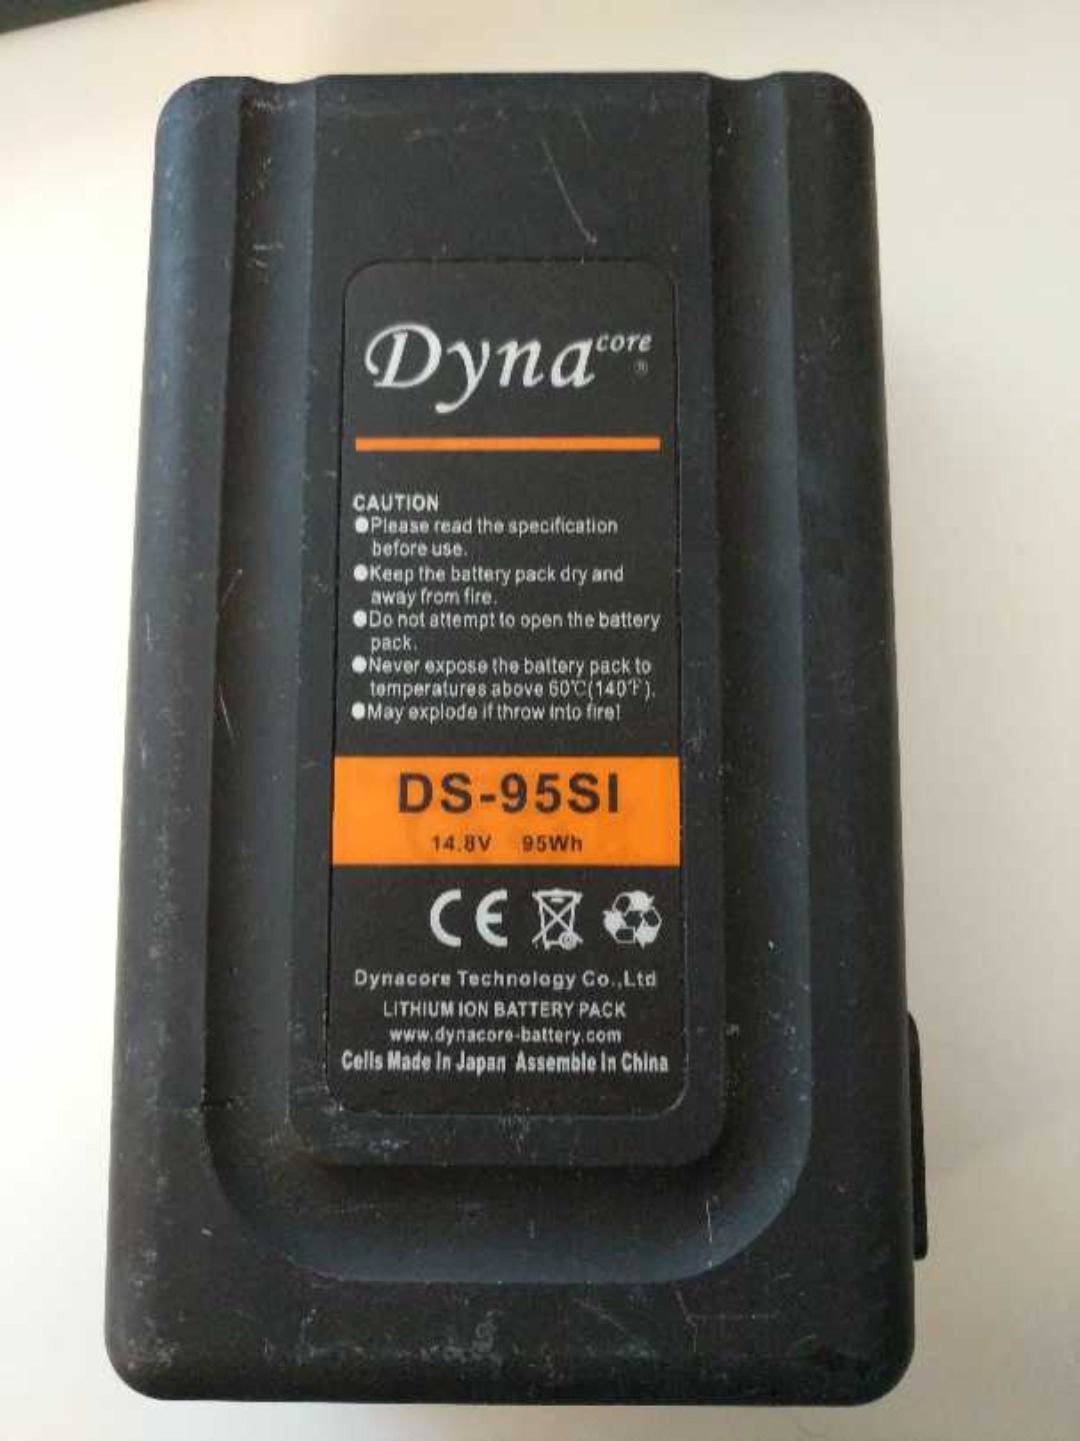 Dyna core ®
CAUTION
●Please read the specification
before use.
●Keep the battery pack dry and
away from fire.
●Do not attempt to open the battery
pack.
●Never expose the battery pack to
temperatures above 60℃(140℉).
●May explode if throw into fire!
DS-95SI
14.8V 95Wh
CE
Dynacore Technology Co.,Ltd
LITHIUM ION BATTERY PACK
www.dynacore-battery.com
Cells Made In Japan Assemble In China